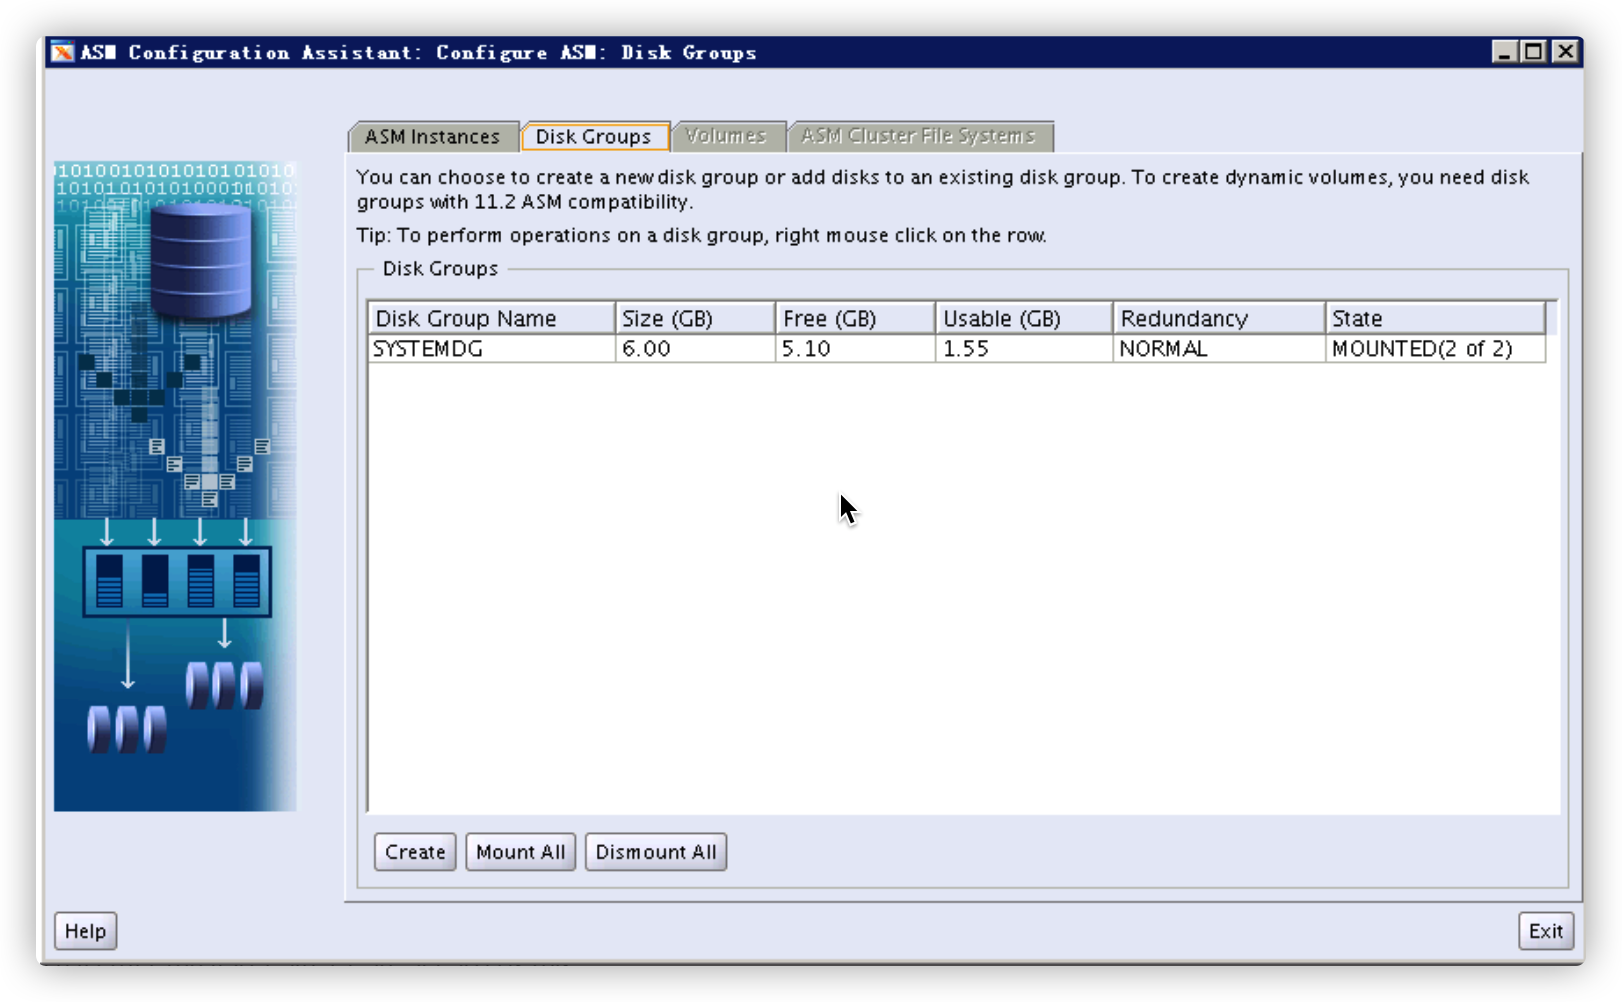 ASM Configuration Assistant: Configure ASM: Disk Groups
ASM Instances
Disk Groups
Volumes
ASM Cluster File Systems
You can choose to create a new disk group or add disks to an existing disk group. To create dynamic volumes, you need disk
groups with 11.2 ASM compatibility.
Tip: To perform operations on a disk group, right mouse click on the row.
Disk Groups
Disk Group Name Size (GB) Free (GB) Usable (GB) Redundancy State
SYSTEMDG 6.00 5.10 1.55 NORMAL MOUNTED(2 of 2)
Create Mount All Dismount All
Help Exit